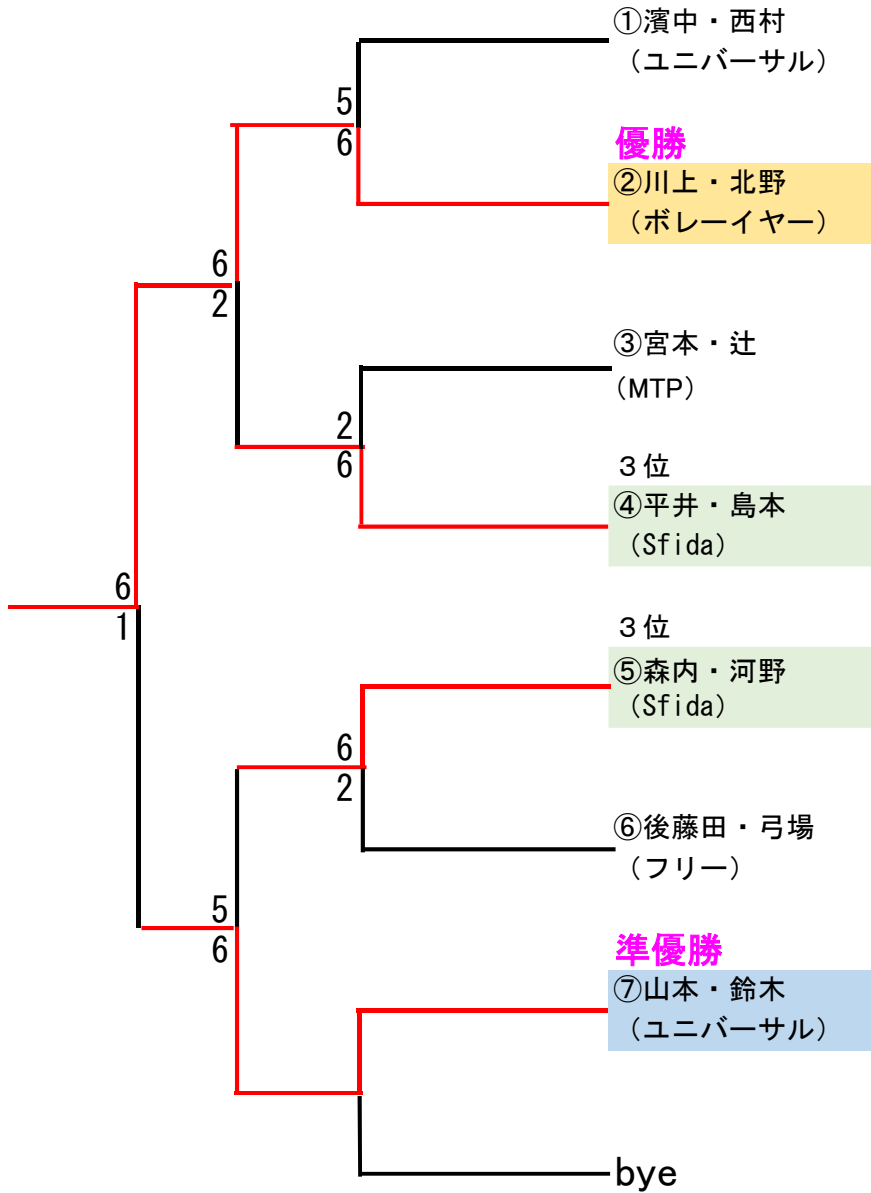 ①濱中・西村
（ユニバーサル）
5
6
優勝
②川上・北野
（ボレーイヤー）
6
2
③宮本・辻
（MTP）
2
6
３位
④平井・島本
（Sfida）
6
1
３位
⑤森内・河野
（Sfida）
6
2
⑥後藤田・弓場
（フリー）
5
6
準優勝
⑦山本・鈴木
（ユニバーサル）
bye